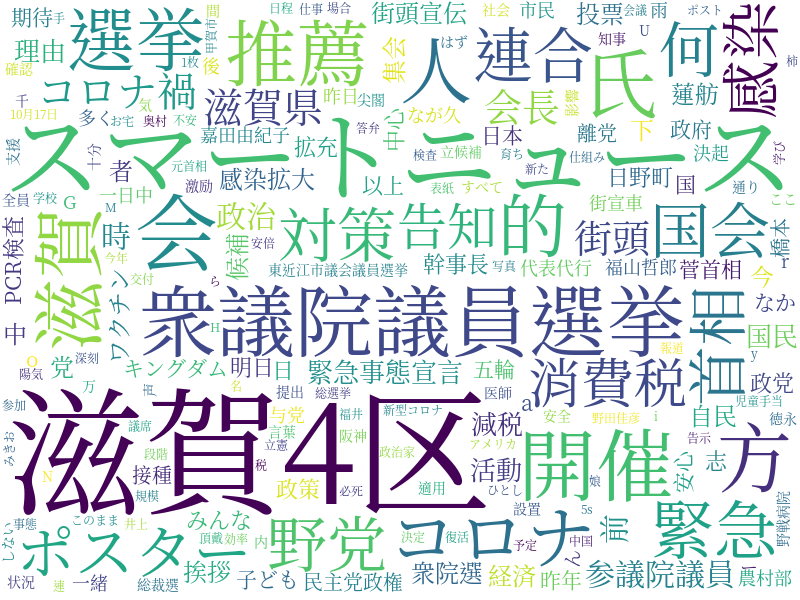 期待 手 日程 仕事 場合 街頭宣伝 社会 市民 投票 会議 雨 ポスト
理由 選挙 間 甲賀市 後 推薦 人 連合 何 知事 U 感染
確認 1枚 集会 氏 はず 蓮舫 柿
千 コロナ禍 滋賀県 昨日 尖閣 なが久 会長 影響
10月17日 多く お宅 奥村 気 不安 嘉田由紀子 拡充 中心 答弁 日本 離党 下 政府
支援 スマートニュース
十分 元首相 者 感染拡大 検査 立候補 育ち 仕組み 決起 学び
全員 学校 G M 一日中 激励 以上 表紙 すべて 新た 日野町 国 通り
PCR検査 滋賀 会 時 政治 候補 対策 告知 的 街宣車 街頭 国会 ここ 橋本 r
今年 交付 安倍 東近江市議会議員選挙 幹事長 代表代行 福山哲郎 菅首相 今
中 ワクチン ら 写真 なか
衆議院議員選挙 首相
O 党 H 国民
陽気 深刻 万 キングダム 声 明日 日 緊急事態宣言 五輪 消費税 報道 y 政党
参加 名 提出 総選挙 医師 児童手当
滋賀4区 与党 言葉 福井 新型コロナ 減税 a 安全 野田佳彦 i 自民 徳永
みきお 議席 立憲 阪神 政治家 アメリカ 開催 方 告示
N 段階 接種 税 活動 安心 志
しない 規模 政策 必死 適用 ひとし 娘
事態 このまま 井上 みんな 野党 コロナ 設置 5s 前 緊急 野戦病院
ポスター 頂戴 効率 内 決定 復活 予定 中国 ん
状況 一緒 連 総裁選 挨拶 子ども 民主党政権 衆院選 経済 昨年 参議院議員 ー 農村部